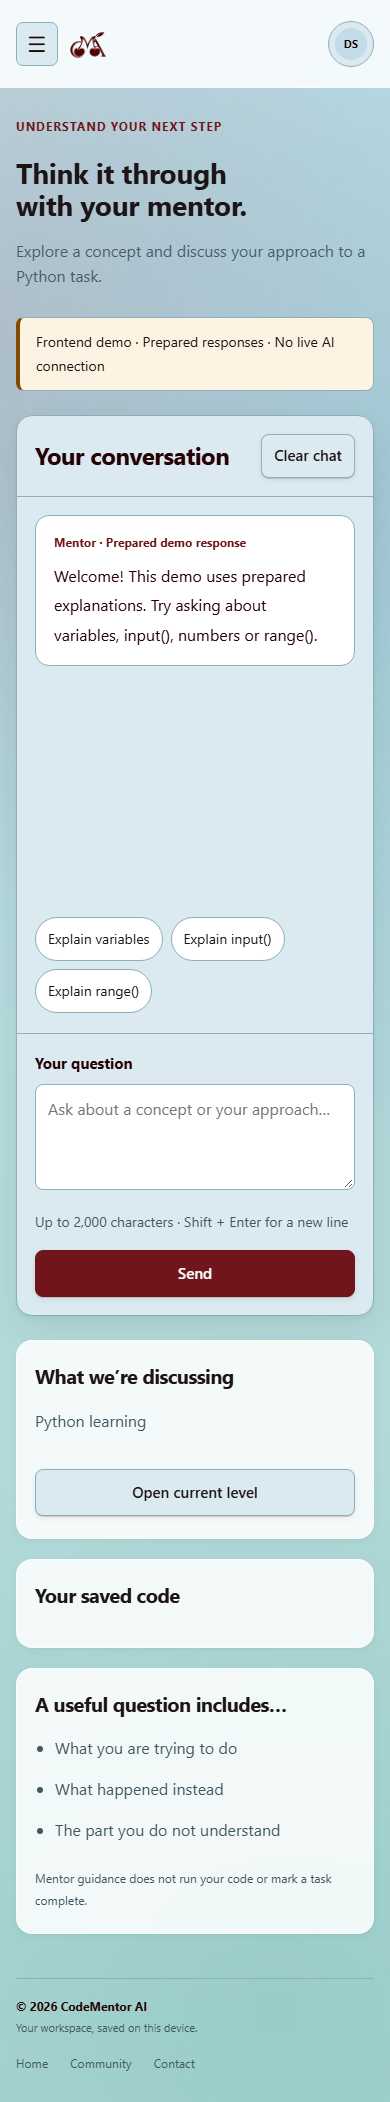 DS
UNDERSTAND YOUR NEXT STEP
Think it through
with your mentor.
Explore a concept and discuss your approach to a
Python task.
Frontend demo · Prepared responses · No live AI
connection
Your conversation
Clear chat
Mentor · Prepared demo response
Welcome! This demo uses prepared
explanations. Try asking about
variables, input(), numbers or range().
Explain variables
Explain input()
Explain range()
Your question
Ask about a concept or your approach...
Up to 2,000 characters · Shift + Enter for a new line
Send
What we’re discussing
Python learning
Open current level
Your saved code
A useful question includes...
• What you are trying to do
• What happened instead
• The part you do not understand
Mentor guidance does not run your code or mark a task
complete.
© 2026 CodeMentor AI
Your workspace, saved on this device.
Home Community Contact